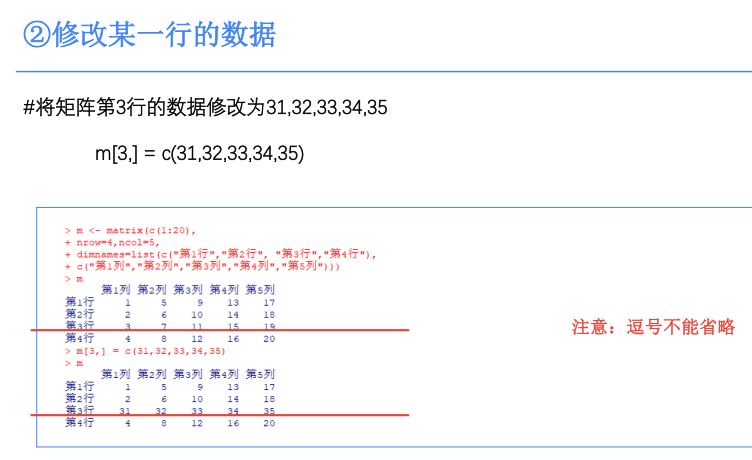 ②修改某一行的数据
#将矩阵第3行的数据修改为31,32,33,34,35
m[3,] = c(31,32,33,34,35)
> m <- matrix(c(1:20),
+ nrow=4,ncol=5,
+ dimnames=list(c("第1行","第2行", "第3行","第4行"),
+ c("第1列","第2列","第3列","第4列","第5列")))
> m
第1列 第2列 第3列 第4列 第5列
第1行 1 5 9 13 17
第2行 2 6 10 14 18
第3行 3 7 11 15 19
第4行 4 8 12 16 20
> m[3,] = c(31,32,33,34,35)
> m
第1列 第2列 第3列 第4列 第5列
第1行 1 5 9 13 17
第2行 2 6 10 14 18
第3行 31 32 33 34 35
第4行 4 8 12 16 20
注意：逗号不能省略